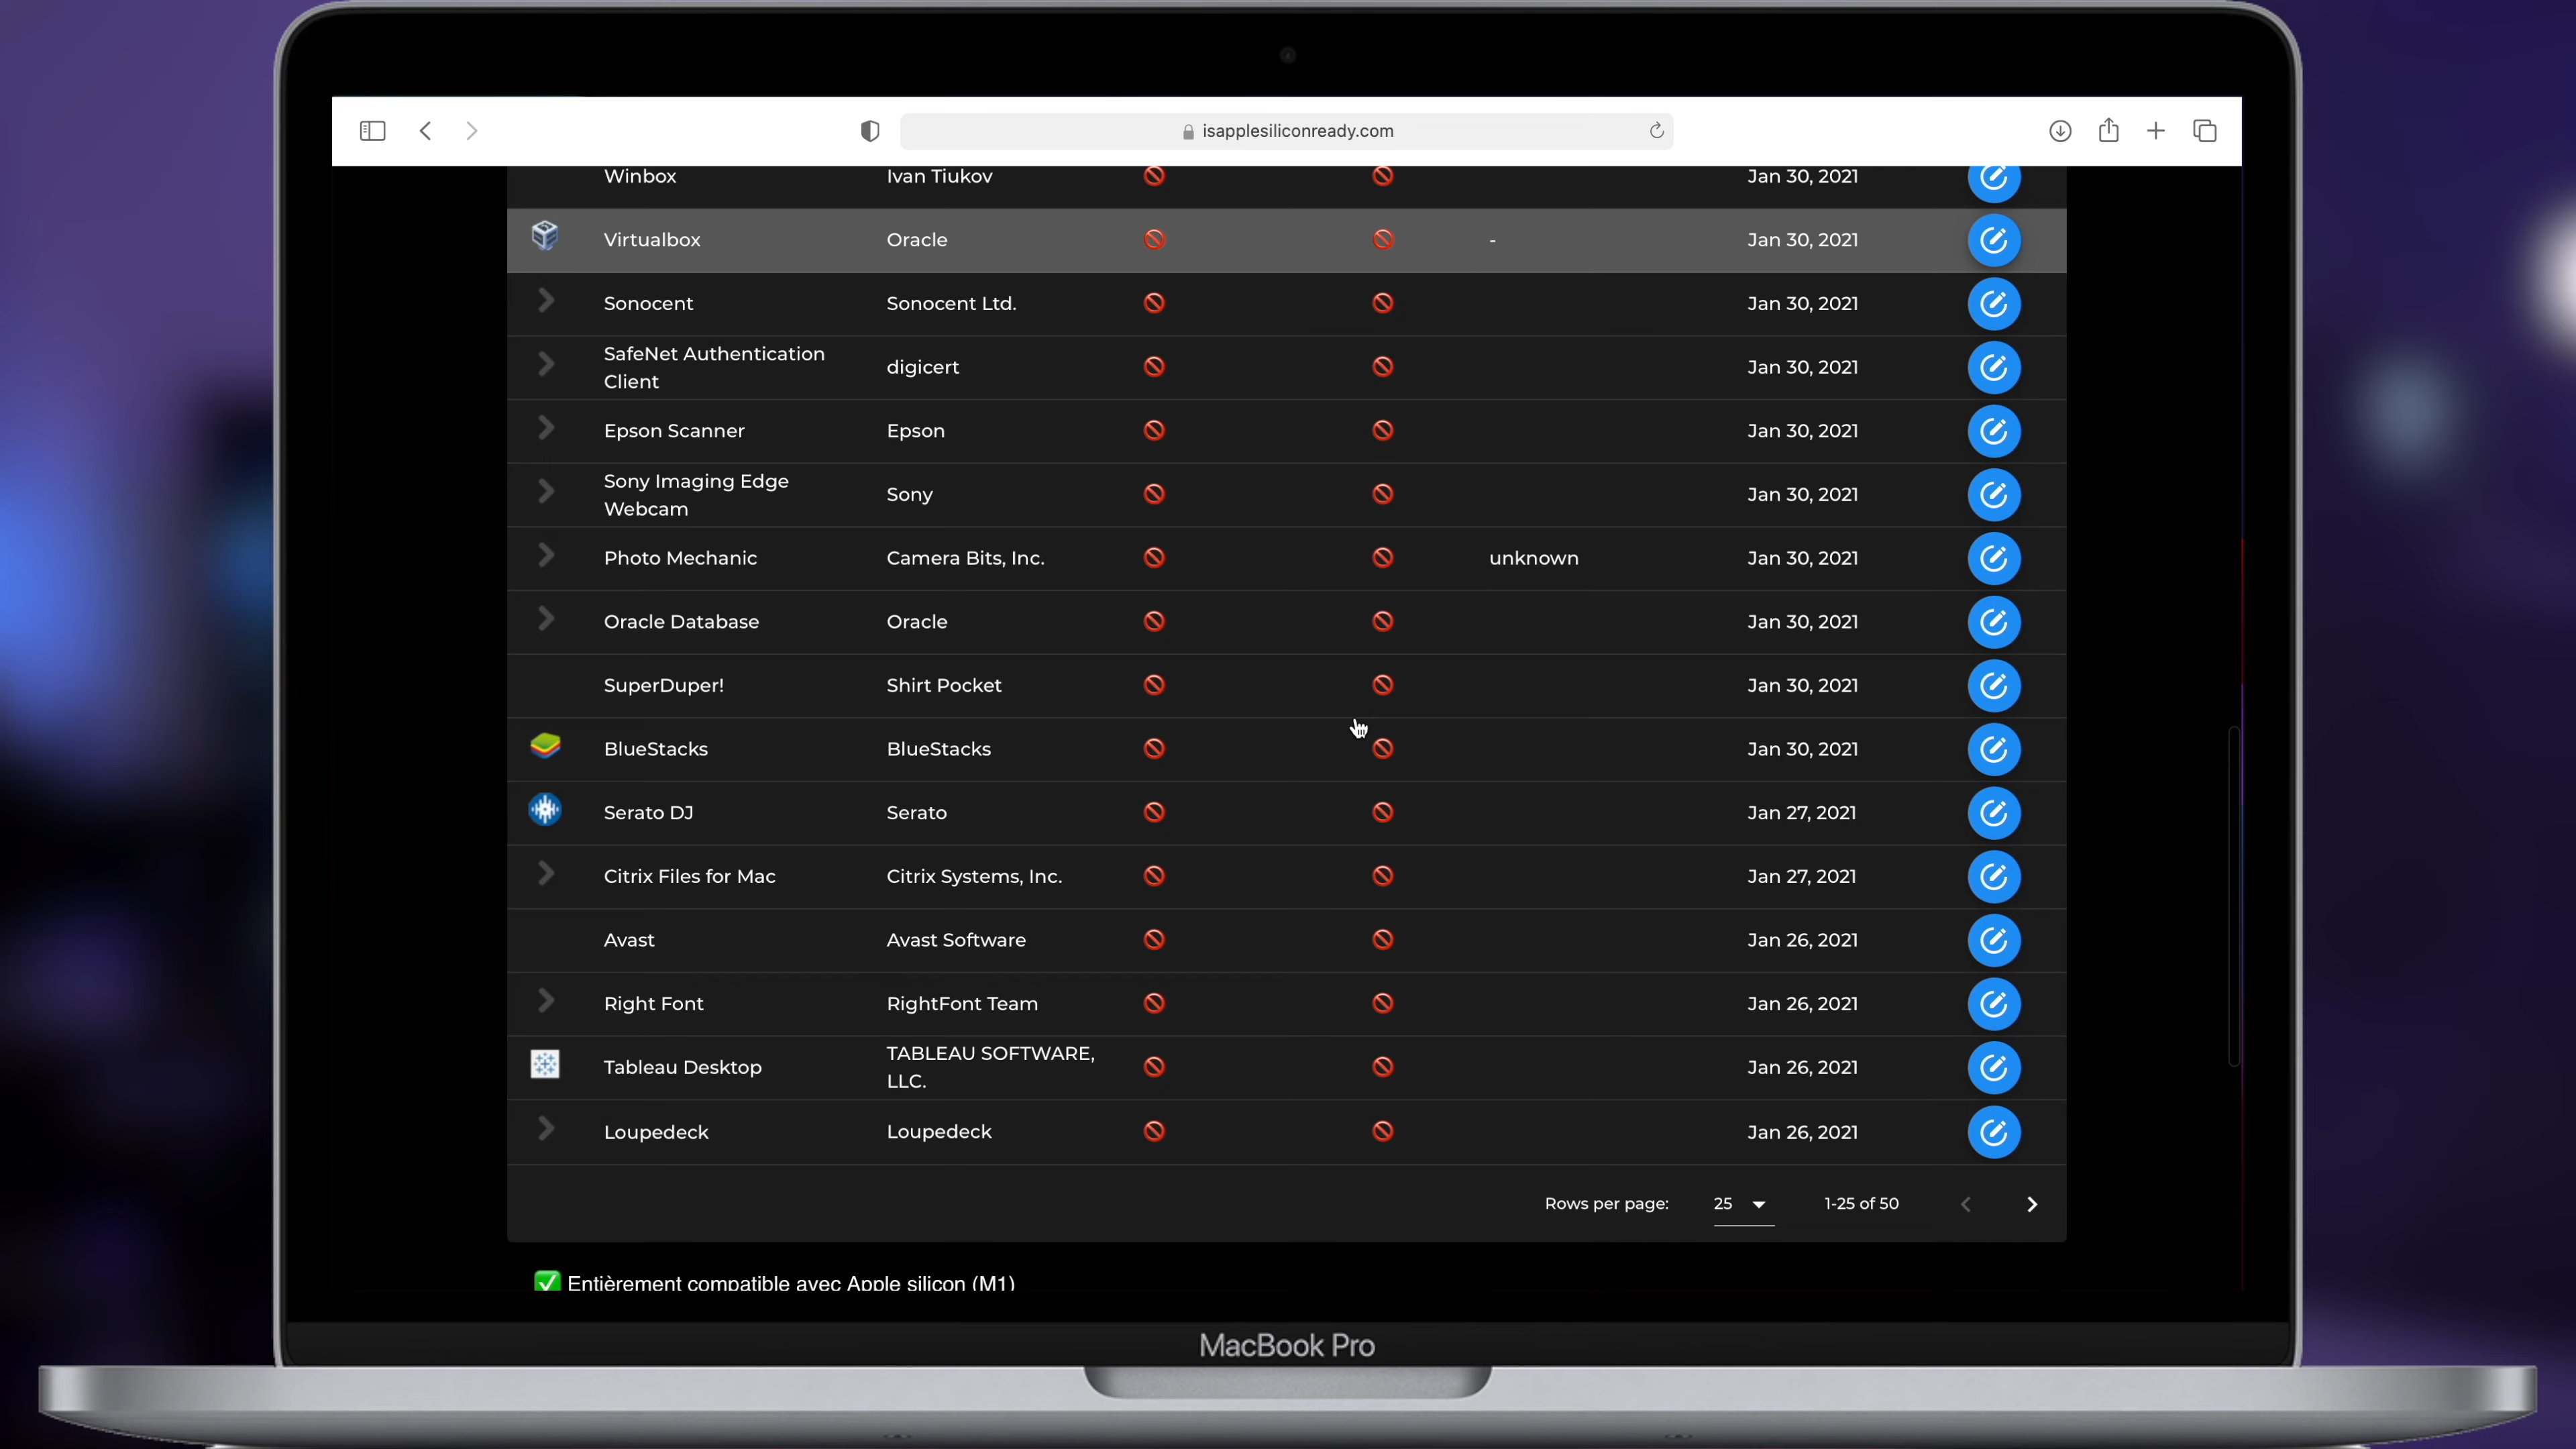 isapplesiliconready.com
Winbox Ivan Tiukov 🚫 🚫 Jan 30, 2021
Virtualbox Oracle 🚫 🚫 - Jan 30, 2021
Sonocent Sonocent Ltd. 🚫 🚫 Jan 30, 2021
SafeNet Authentication
Client digicert 🚫 🚫 Jan 30, 2021
Epson Scanner Epson 🚫 🚫 Jan 30, 2021
Sony Imaging Edge
Webcam Sony 🚫 🚫 Jan 30, 2021
Photo Mechanic Camera Bits, Inc. 🚫 🚫 unknown Jan 30, 2021
Oracle Database Oracle 🚫 🚫 Jan 30, 2021
SuperDuper! Shirt Pocket 🚫 🚫 Jan 30, 2021
BlueStacks BlueStacks 🚫 🚫 Jan 30, 2021
Serato DJ Serato 🚫 🚫 Jan 27, 2021
Citrix Files for Mac Citrix Systems, Inc. 🚫 🚫 Jan 27, 2021
Avast Avast Software 🚫 🚫 Jan 26, 2021
Right Font RightFont Team 🚫 🚫 Jan 26, 2021
Tableau Desktop TABLEAU SOFTWARE,
LLC. 🚫 🚫 Jan 26, 2021
Loupedeck Loupedeck 🚫 🚫 Jan 26, 2021
Rows per page: 25 1-25 of 50
✅ Entièrement compatible avec Apple silicon (M1)
MacBook Pro